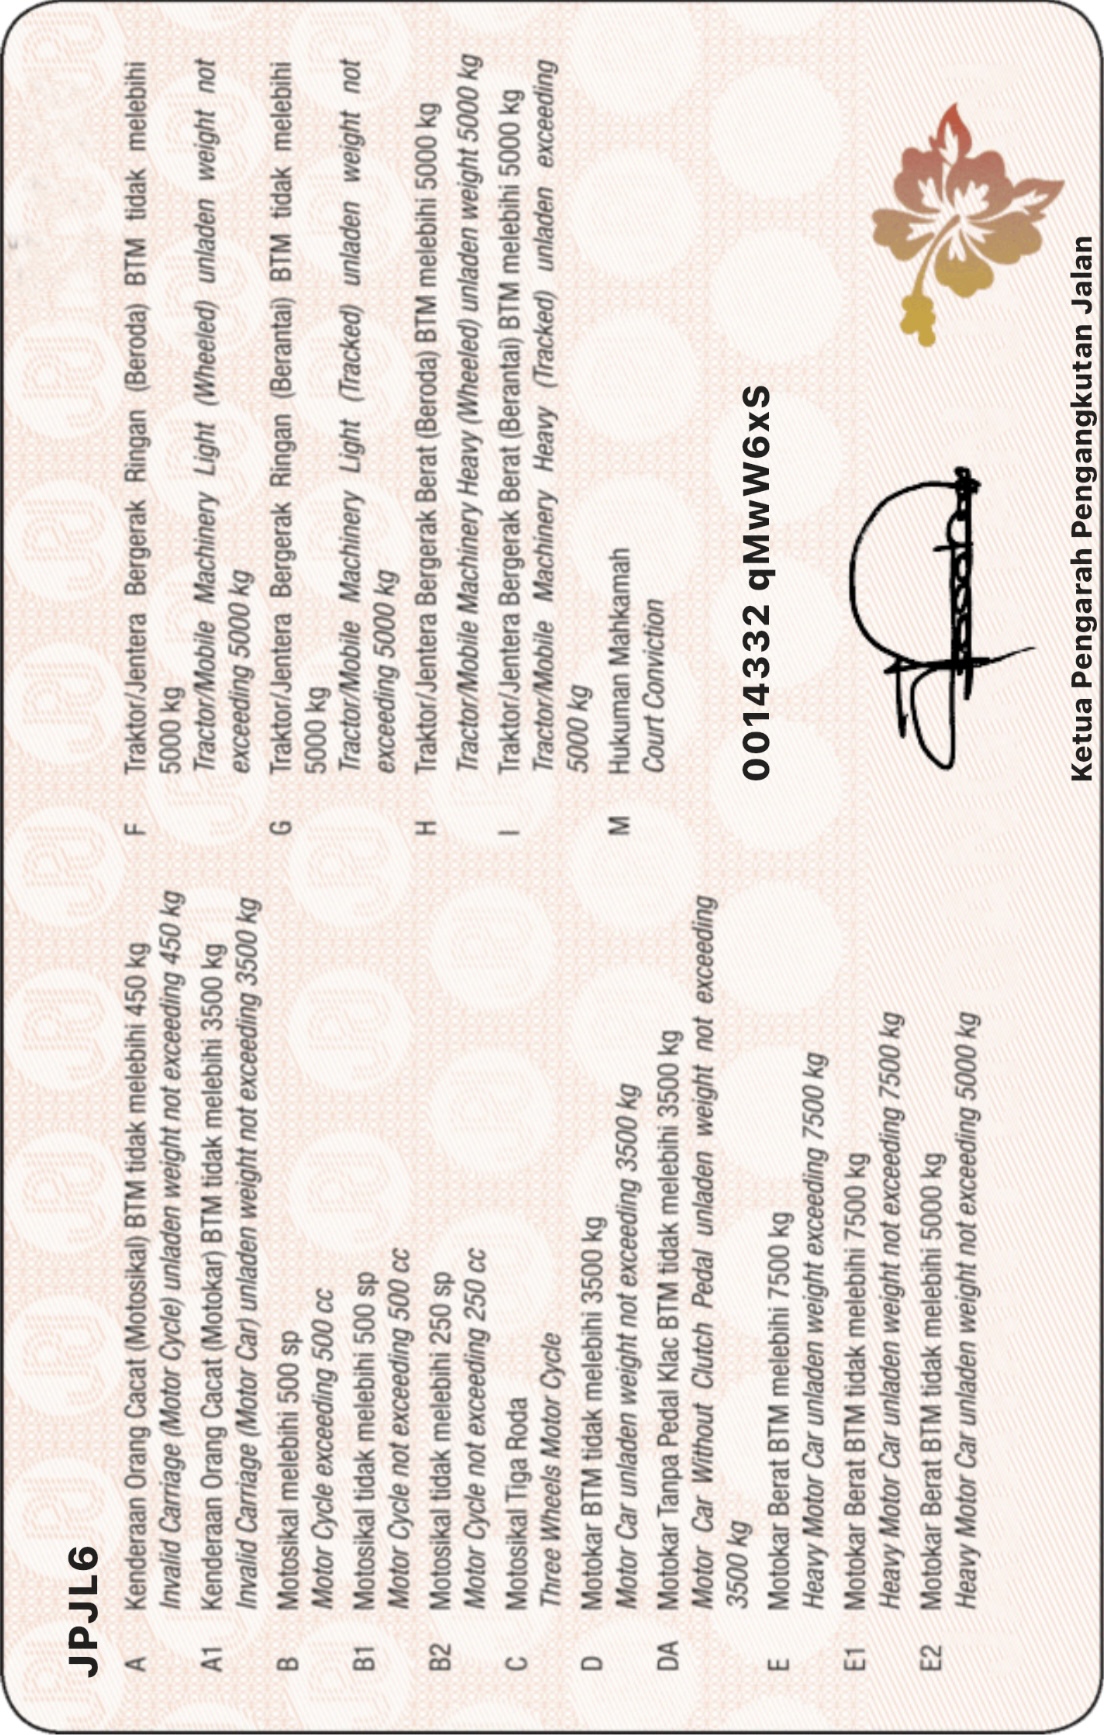 JPJL6
A Kenderaan Orang Cacat (Motosikal) BTM tidak melebihi 450 kg
Invalid Carriage (Motor Cycle) unladen weight not exceeding 450 kg
A1 Kenderaan Orang Cacat (Motokar) BTM tidak melebihi 3500 kg
Invalid Carriage (Motor Car) unladen weight not exceeding 3500 kg
B Motosikal melebihi 500 sp
Motor Cycle exceeding 500 cc
B1 Motosikal tidak melebihi 500 sp
Motor Cycle not exceeding 500 cc
B2 Motosikal tidak melebihi 250 sp
Motor Cycle not exceeding 250 cc
C Motosikal Tiga Roda
Three Wheels Motor Cycle
D Motokar BTM tidak melebihi 3500 kg
Motor Car unladen weight not exceeding 3500 kg
DA Motokar Tanpa Pedal Klac BTM tidak melebihi 3500 kg
Motor Car Without Clutch Pedal unladen weight not exceeding
3500 kg
E Motokar Berat BTM melebihi 7500 kg
Heavy Motor Car unladen weight exceeding 7500 kg
E1 Motokar Berat BTM tidak melebihi 7500 kg
Heavy Motor Car unladen weight not exceeding 7500 kg
E2 Motokar Berat BTM tidak melebihi 5000 kg
Heavy Motor Car unladen weight not exceeding 5000 kg
F Traktor/Jentera Bergerak Ringan (Beroda) BTM tidak melebihi
5000 kg
Tractor/Mobile Machinery Light (Wheeled) unladen weight not
exceeding 5000 kg
G Traktor/Jentera Bergerak Ringan (Berantai) BTM tidak melebihi
5000 kg
Tractor/Mobile Machinery Light (Tracked) unladen weight not
exceeding 5000 kg
H Traktor/Jentera Bergerak Berat (Beroda) BTM melebihi 5000 kg
Tractor/Mobile Machinery Heavy (Wheeled) unladen weight 5000 kg
I Traktor/Jentera Bergerak Berat (Berantai) BTM melebihi 5000 kg
Tractor/Mobile Machinery Heavy (Tracked) unladen exceeding
5000 kg
M Hukuman Mahkamah
Court Conviction
0014332 qMwW6xS
Ketua Pengarah Pengangkutan Jalan